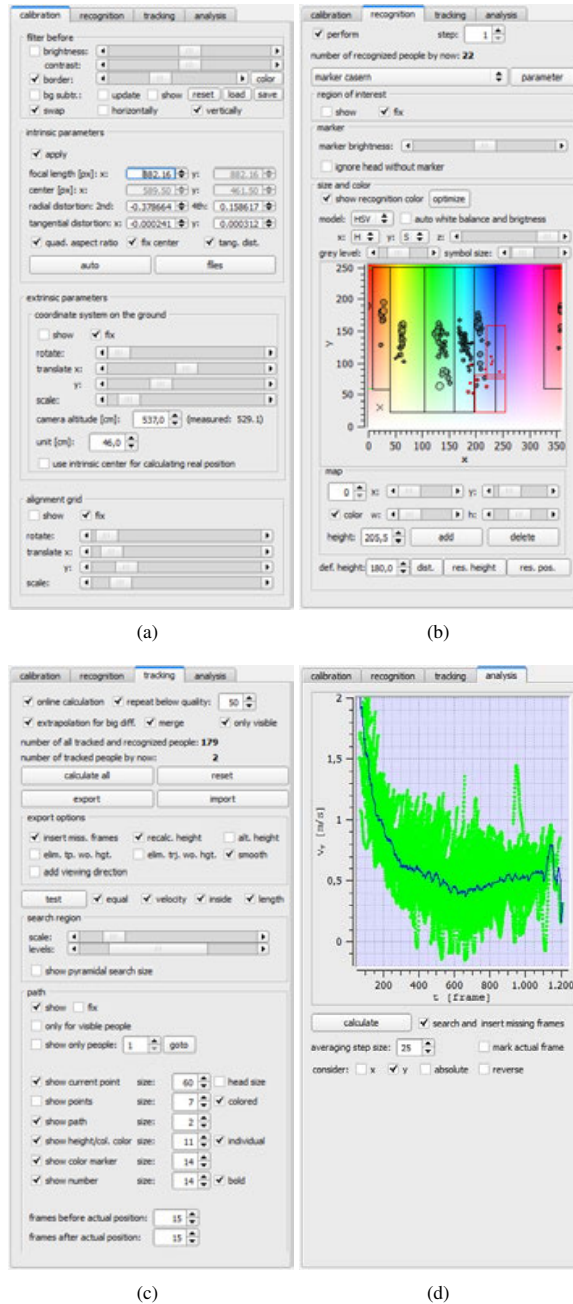 calibration recognition tracking analysis
filter before
brightness:
contrast:
border: color
bg subtr.: update show reset load save
swap horizontally vertically
intrinsic parameters
apply
focal length [px]: x: 882.16 y: 882.16
center [px]: x: 589.50 y: 461.50
radial distortion: 2nd: -0.378664 4th: 0.158617
tangential distortion: x: -0.000241 y: 0.000312
quad. aspect ratio fix center tang. dist.
auto files
extrinsic parameters
coordinate system on the ground
show fix
rotate:
translate x:
y:
scale:
camera altitude [cm]: 537,0 (measured: 529.1)
unit [cm]: 46,0
use intrinsic center for calculating real position
alignment grid
show fix
rotate:
translate x:
y:
scale:
(a)
calibration recognition tracking analysis
perform step: 1
number of recognized people by now: 22
marker casern parameter
region of interest
show fix
marker
marker brightness:
ignore head without marker
size and color
show recognition color optimize
model: HSV auto white balance and brigtness
x: H y: S z:
grey level: symbol size:
250
200
150
100
50
0
y
0 50 100 150 200 250 300 350
x
map
0 x: y:
color w: h:
height: 205,5 add delete
def. height: 180,0 dist. res. height res. pos.
(b)
calibration recognition tracking analysis
online calculation repeat below quality: 50
extrapolation for big diff. merge only visible
number of all tracked and recognized people: 179
number of tracked people by now: 2
calculate all reset
export import
export options
insert miss. frames recalc. height alt. height
elim. tp. wo. hgt. elim. trj. wo. hgt. smooth
add viewing direction
test equal velocity inside length
search region
scale:
levels:
show pyramidal search size
path
show fix
only for visible people
show only people: 1 goto
show current point size: 60 head size
show points size: 7 colored
show path size: 2
show height/col. color size: 11 individual
show color marker size: 14
show number size: 14 bold
frames before actual position: 15
frames after actual position: 15
(c)
calibration recognition tracking analysis
2
1,5
1
0,5
0
v_y [m/s]
200 400 600 800 1.000 1.200
t [frame]
calculate search and insert missing frames
averaging step size: 25 mark actual frame
consider: x y absolute reverse
(d)